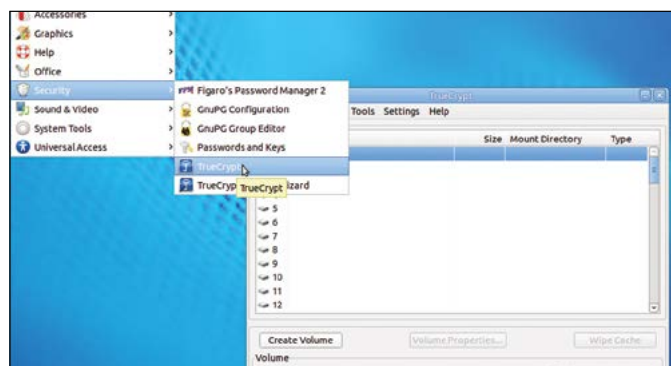 Accessories
Graphics
Help
Office
Security
Sound & Video
System Tools
Universal Access
Figaro's Password Manager 2
GnuPG Configuration
GnuPG Group Editor
Passwords and Keys
TrueCrypt
TrueCryp
izard
TrueCrypt
TrueCrypt
Tools Settings Help
Size Mount Directory Type
5
6
7
8
9
10
11
12
Create Volume Volume Properties... Wipe Cache
Volume